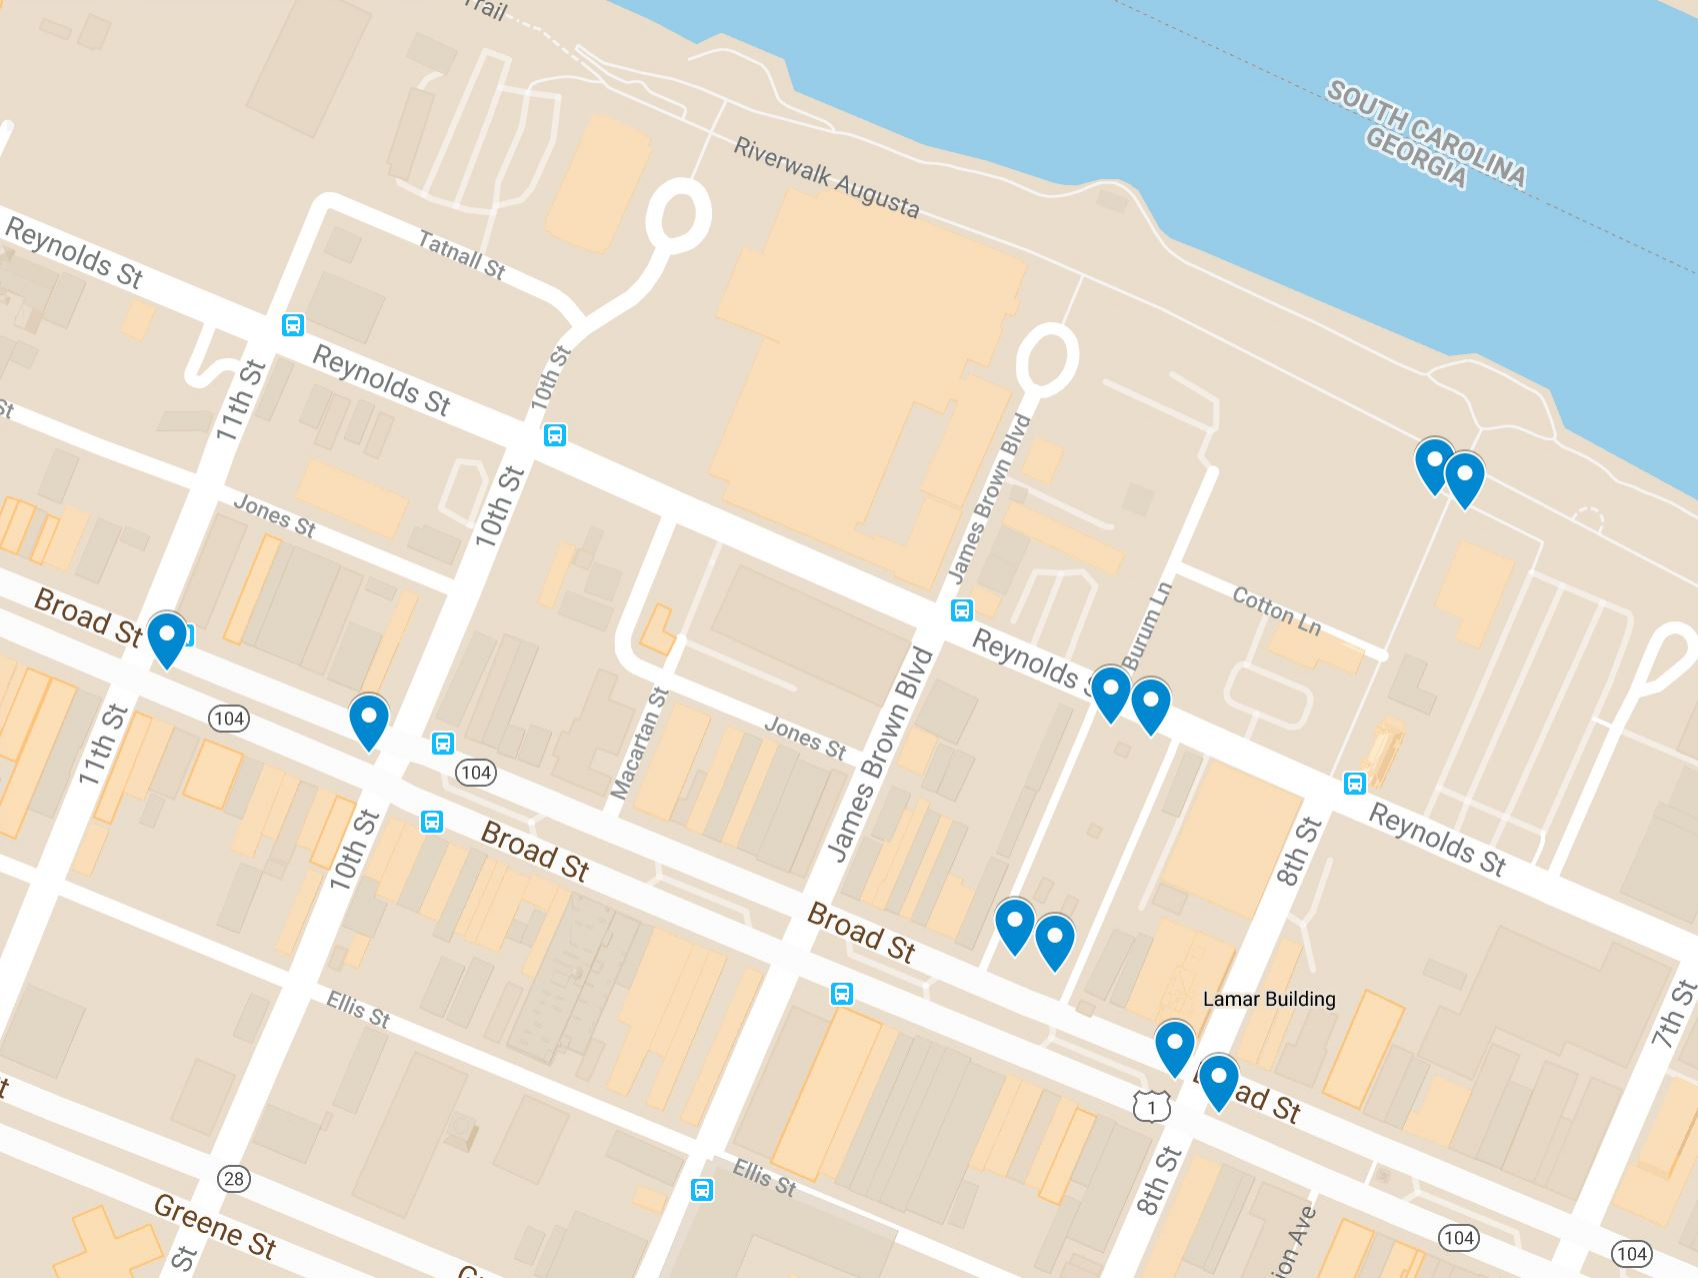 Trail
SOUTH CAROLINA
GEORGIA
Riverwalk Augusta
Reynolds St
Tatnall St
10th St
Reynolds St
11th St
St
James Brown Blvd
10th St
Jones St
Broad St
Burum Ln
Cotton Ln
Reynolds S
104
11th St
Macartan St
Jones St
James Brown Blvd
104
Broad St
10th St
8th St
Reynolds St
Broad St
Lamar Building
7th St
Ellis St
1
ad St
8th St
Ellis St
28
Greene St
St
ion Ave
104
104